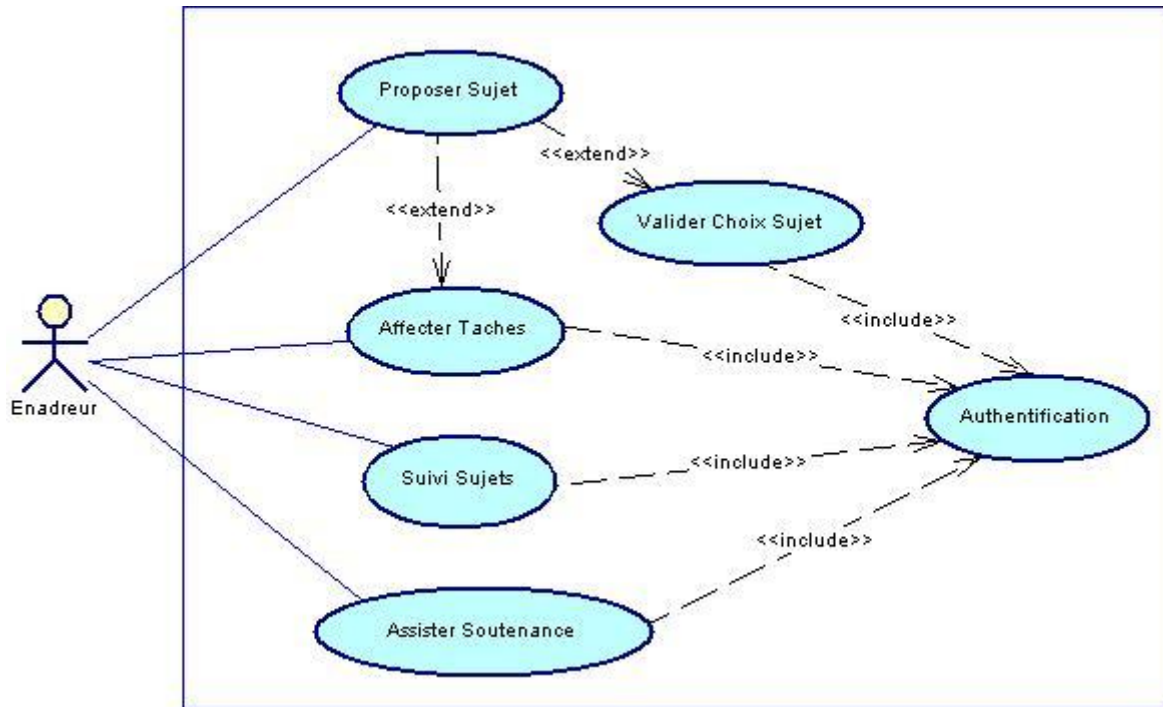 Proposer Sujet
<<extend>>
<<extend>>
Valider Choix Sujet
Affecter Taches
<<include>>
<<include>>
Enadreur
Authentification
Suivi Sujets
<<include>>
<<include>>
Assister Soutenance